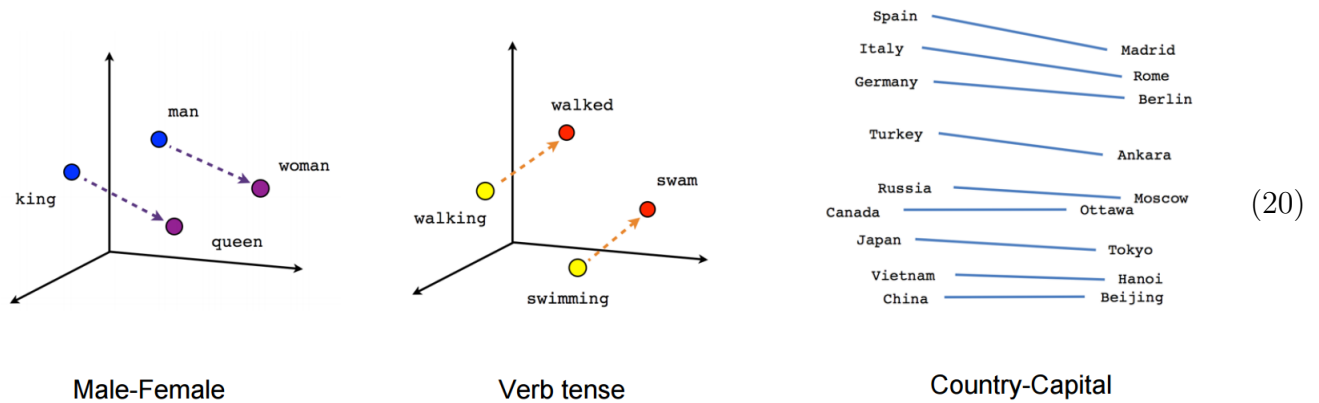 man
woman
king
queen
Male-Female
walked
walking
swam
swimming
Verb tense
Spain
Madrid
Italy
Rome
Germany
Berlin
Turkey
Ankara
Russia
Moscow
Canada
Ottawa
Japan
Tokyo
Vietnam
Hanoi
China
Beijing
Country-Capital
(20)